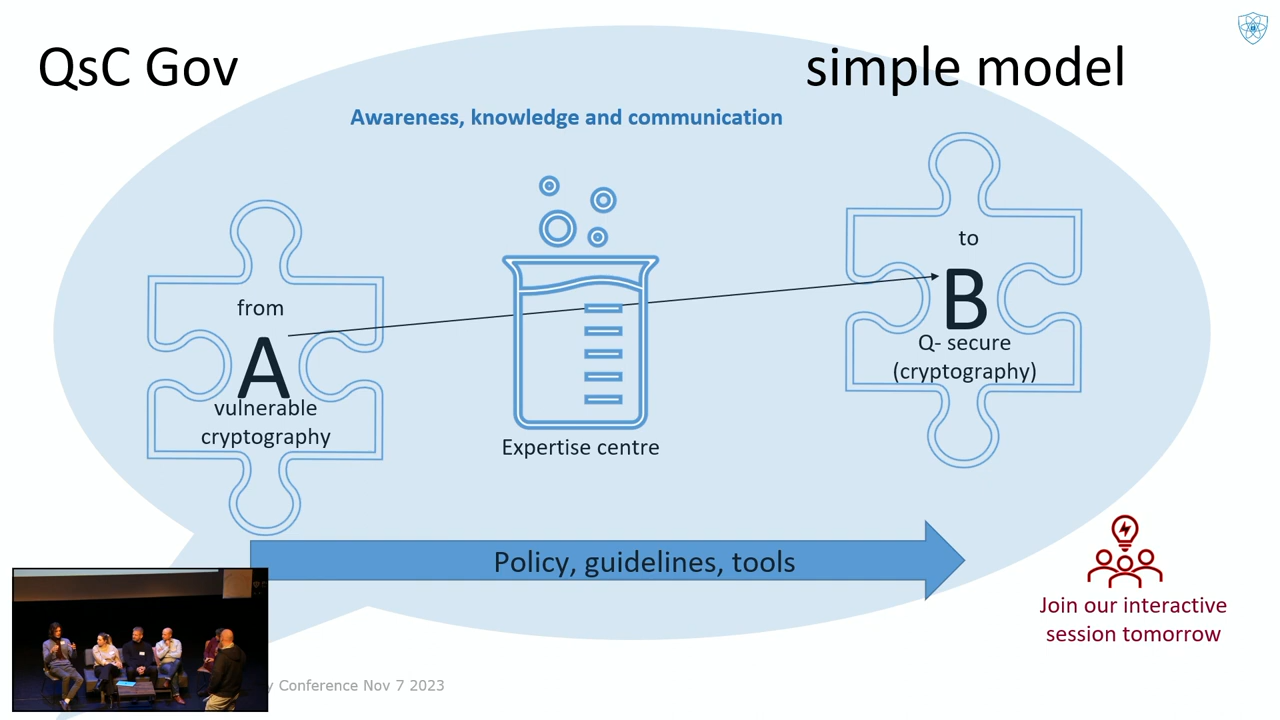 QsC Gov
simple model
Awareness, knowledge and communication
from
A
vulnerable
cryptography
Expertise centre
to
B
Q- secure
(cryptography)
Policy, guidelines, tools
Join our interactive
session tomorrow
Conference Nov 7 2023